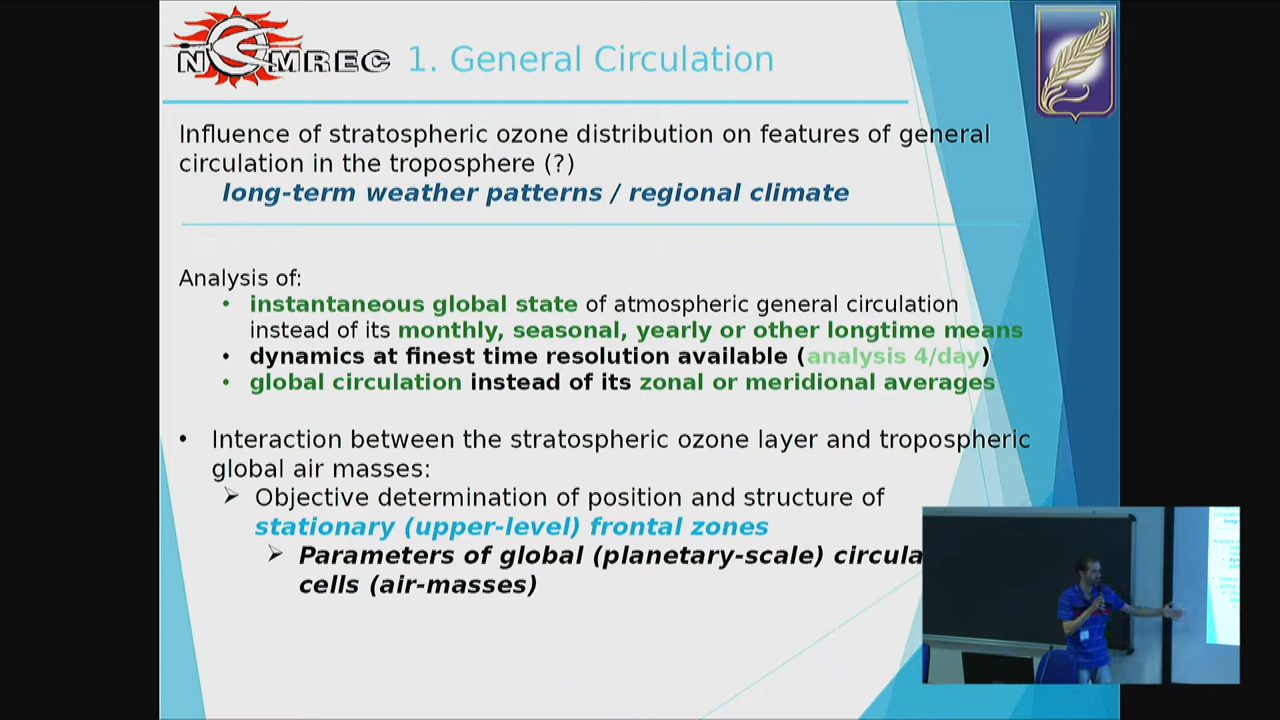 NOMREC
1. General Circulation
Influence of stratospheric ozone distribution on features of general
circulation in the troposphere (?)
long-term weather patterns / regional climate
Analysis of:
• instantaneous global state of atmospheric general circulation
instead of its monthly, seasonal, yearly or other longtime means
• dynamics at finest time resolution available (analysis 4/day)
• global circulation instead of its zonal or meridional averages
• Interaction between the stratospheric ozone layer and tropospheric
global air masses:
➢ Objective determination of position and structure of
stationary (upper-level) frontal zones
➢ Parameters of global (planetary-scale) circula
cells (air-masses)